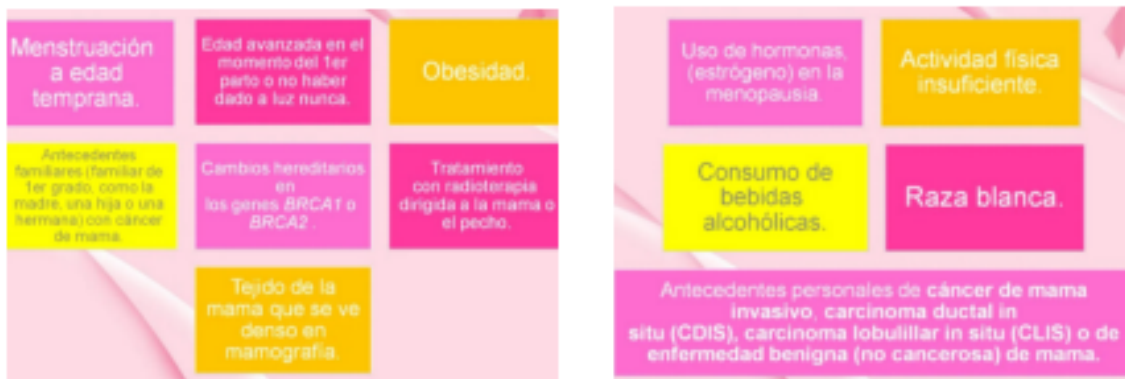 Menstruación
a edad
temprana.
Edad avanzada en el
momento del 1er
parto o no haber
dado a luz nunca.
Obesidad.
Antecedentes
familiares (familiar de
1er grado, como la
madre, una hija o una
hermana) con cáncer
de mama.
Cambios hereditarios
en
los genes BRCA1 o
BRCA2 .
Tratamiento
con radioterapia
dirigida a la mama o
el pecho.
Tejido de la
mama que se ve
denso en
mamografía.
Uso de hormonas,
(estrógeno) en la
menopausia.
Actividad física
insuficiente.
Consumo de
bebidas
alcohólicas.
Raza blanca.
Antecedentes personales de cáncer de mama
invasivo, carcinoma ductal in
situ (CDIS), carcinoma lobulillar in situ (CLIS) o de
enfermedad benigna (no cancerosa) de mama.